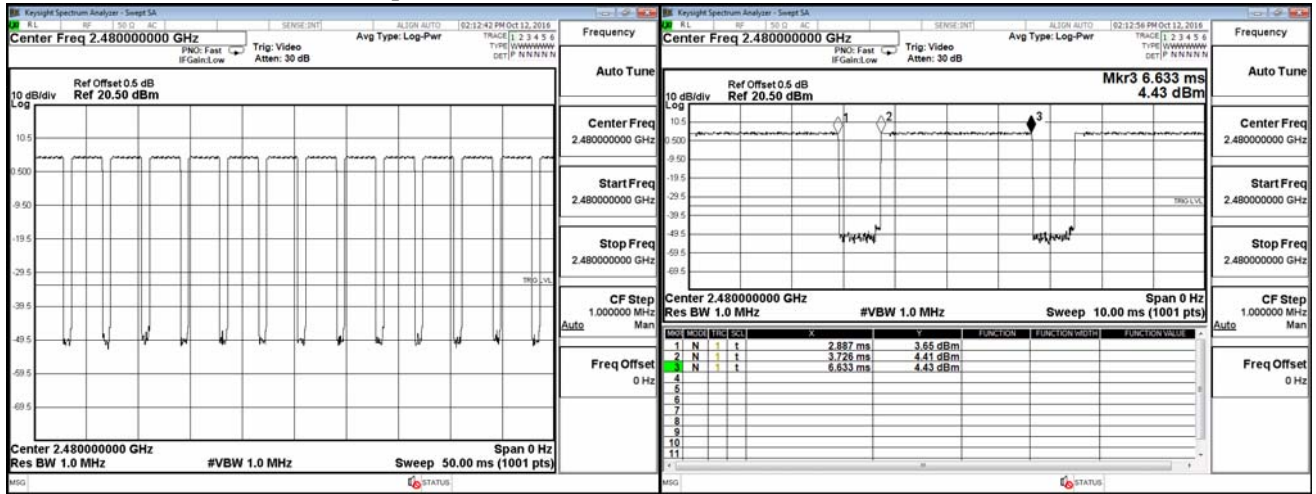 Keysight Spectrum Analyzer - Swept SA
RL RF 50 Ω AC SENSE:INT ALIGN AUTO 02:12:42 PM Oct 12, 2016
Center Freq 2.480000000 GHz Avg Type: Log-Pwr TRACE 1 2 3 4 5 6
PNO: Fast Trig: Video TYPE WWWWWW
IFGain:Low Atten: 30 dB DET P N N N N N
Frequency
Auto Tune
Ref Offset 0.5 dB
10 dB/div Ref 20.50 dBm
Log
10.5
0.500
-9.50
-19.5
-29.5
TRIG LVL
-39.5
-49.5
-59.5
-69.5
Center Freq
2.480000000 GHz
Start Freq
2.480000000 GHz
Stop Freq
2.480000000 GHz
CF Step
1.000000 MHz
Auto Man
Freq Offset
0 Hz
Center 2.480000000 GHz Span 0 Hz
Res BW 1.0 MHz #VBW 1.0 MHz Sweep 50.00 ms (1001 pts)
MSG STATUS
Keysight Spectrum Analyzer - Swept SA
RL RF 50 Ω AC SENSE:INT ALIGN AUTO 02:12:56 PM Oct 12, 2016
Center Freq 2.480000000 GHz Avg Type: Log-Pwr TRACE 1 2 3 4 5 6
PNO: Fast Trig: Video TYPE WWWWWW
IFGain:Low Atten: 30 dB DET P N N N N N
Frequency
Auto Tune
Mkr3 6.633 ms
4.43 dBm
Ref Offset 0.5 dB
10 dB/div Ref 20.50 dBm
Log
1 2 3
10.5
0.500
-9.50
-19.5
-29.5
TRIG LVL
-39.5
-49.5
-59.5
-69.5
Center 2.480000000 GHz Span 0 Hz
Res BW 1.0 MHz #VBW 1.0 MHz Sweep 10.00 ms (1001 pts)
MKR MODE TRC SCL X Y FUNCTION FUNCTION WIDTH FUNCTION VALUE
1 N 1 t 2.887 ms 3.65 dBm
2 N 1 t 3.726 ms 4.41 dBm
3 N 1 t 6.633 ms 4.43 dBm
4
5
6
7
8
9
10
11
Center Freq
2.480000000 GHz
Start Freq
2.480000000 GHz
Stop Freq
2.480000000 GHz
CF Step
1.000000 MHz
Auto Man
Freq Offset
0 Hz
MSG STATUS